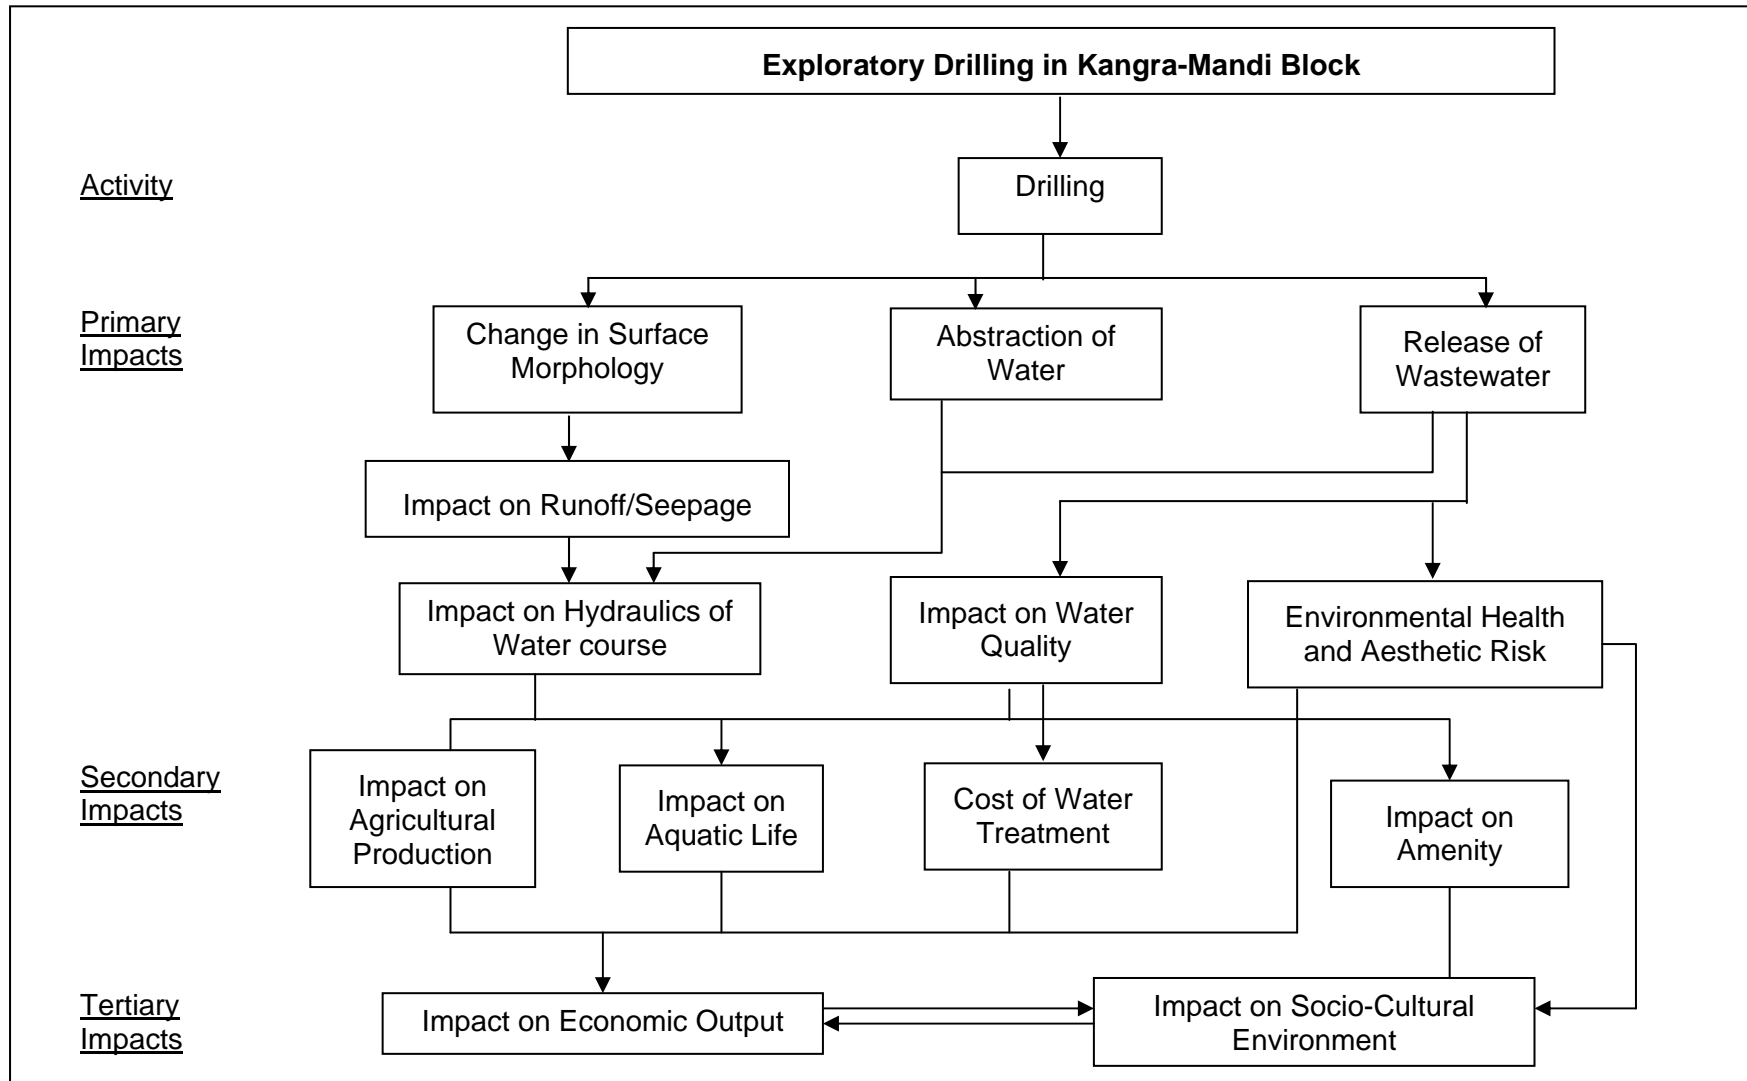 Exploratory Drilling in Kangra-Mandi Block
Activity
Drilling
Primary
Impacts
Change in Surface
Morphology
Abstraction of
Water
Release of
Wastewater
Impact on Runoff/Seepage
Impact on Hydraulics of
Water course
Impact on Water
Quality
Environmental Health
and Aesthetic Risk
Secondary
Impacts
Impact on
Agricultural
Production
Impact on
Aquatic Life
Cost of Water
Treatment
Impact on
Amenity
Tertiary
Impacts
Impact on Economic Output
Impact on Socio-Cultural
Environment